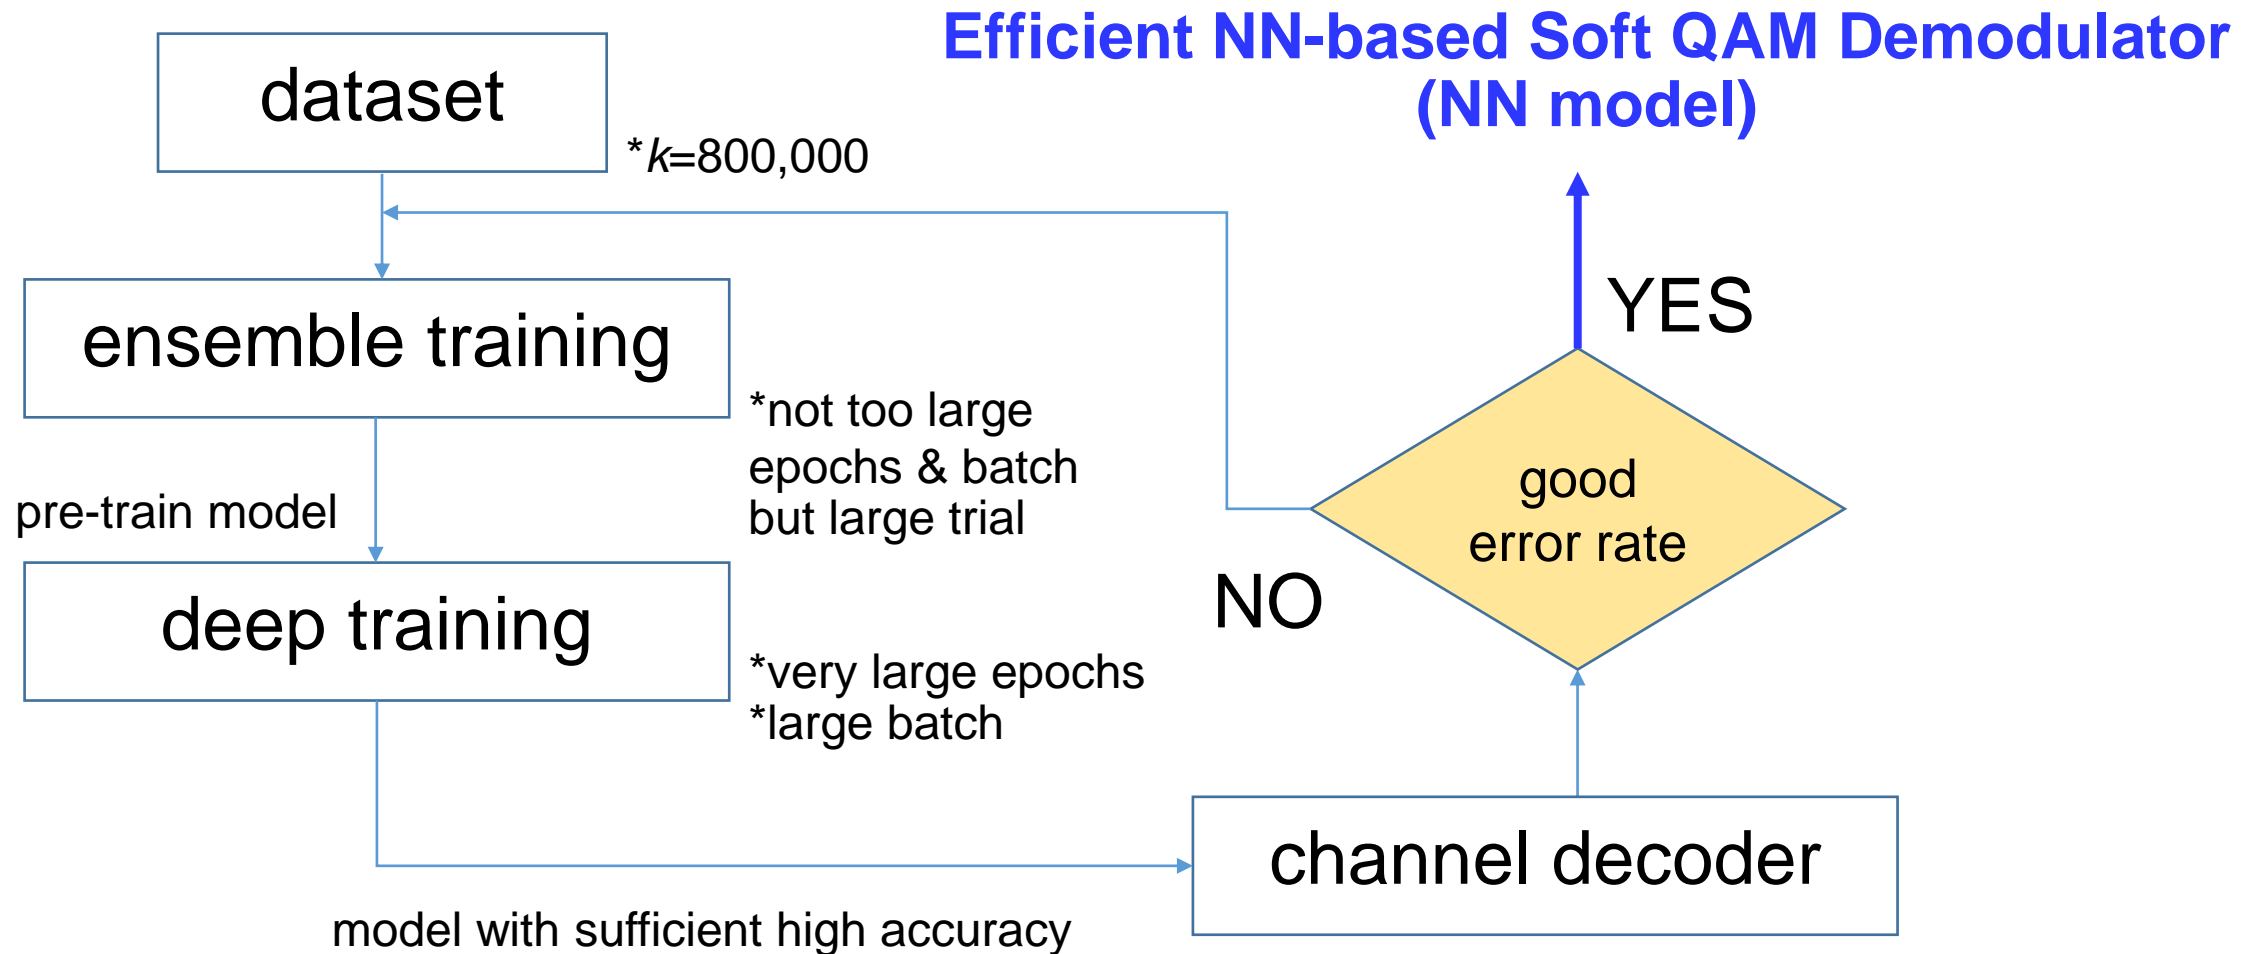 Efficient NN-based Soft QAM Demodulator
(NN model)
dataset
*k=800,000
ensemble training
*not too large
epochs & batch
but large trial
pre-train model
deep training
*very large epochs
*large batch
model with sufficient high accuracy
channel decoder
good
error rate
YES
NO